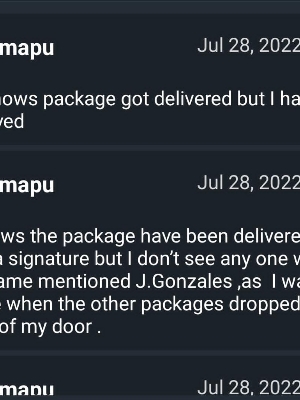 mapu Jul 28, 2022
ows package got delivered but I ha
ved
mapu Jul 28, 2022
ws the package have been delivere
a signature but I don't see any one w
ame mentioned J.Gonzales ,as I wa
when the other packages dropped
of my door .
mapu Jul 28, 2022